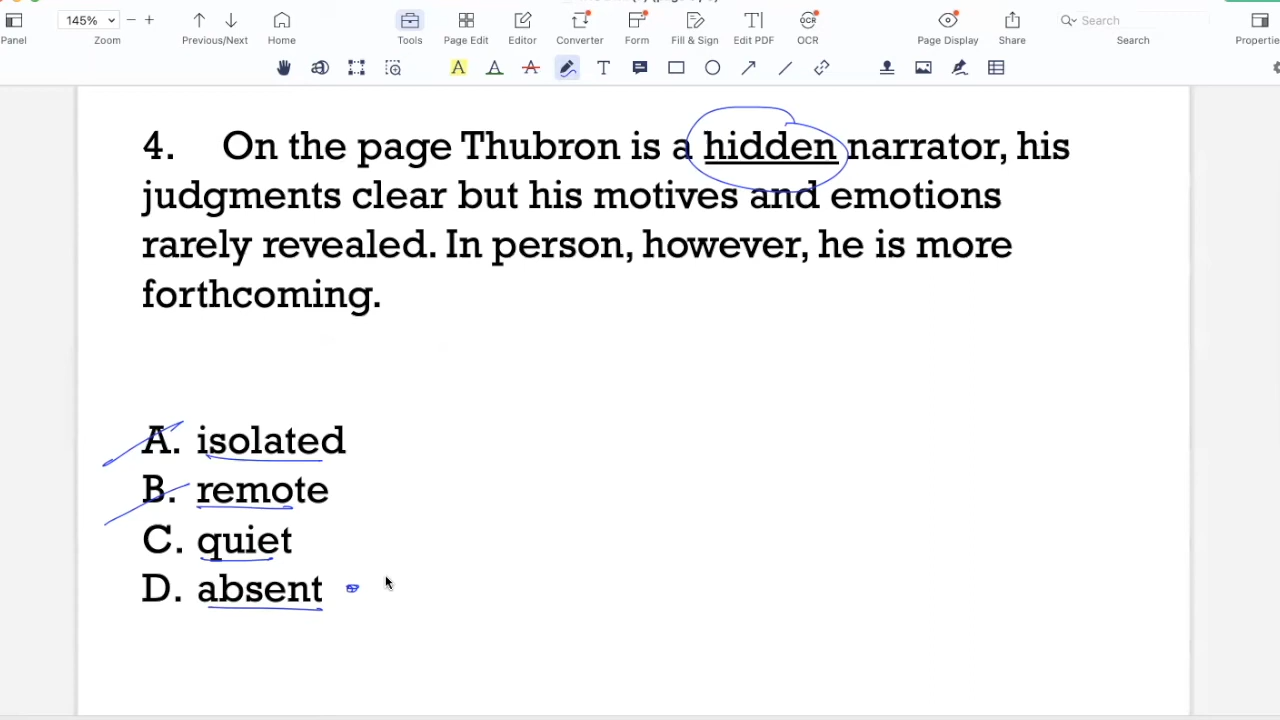 145%
Search
Panel
Zoom
Previous/Next
Home
Tools
Page Edit
Editor
Converter
Form
Fill & Sign
Edit PDF
OCR
Page Display
Share
Search
4. On the page Thubron is a hidden narrator, his
judgments clear but his motives and emotions
rarely revealed. In person, however, he is more
forthcoming.
A. isolated
B. remote
C. quiet
D. absent